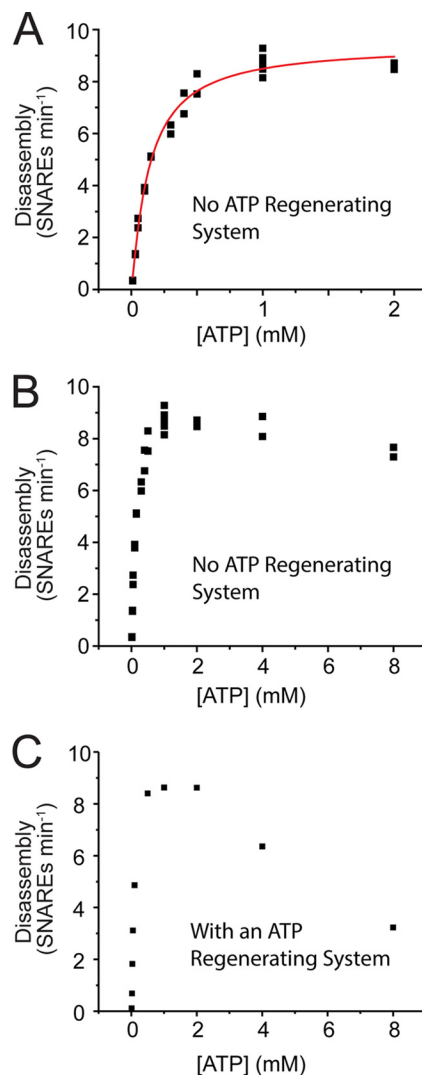 A
Disassembly
(SNAREs min⁻¹)
10
8
6
4
2
0
No ATP Regenerating
System
0
1
2
[ATP] (mM)
B
Disassembly
(SNAREs min⁻¹)
10
8
6
4
2
0
No ATP Regenerating
System
0
2
4
6
8
[ATP] (mM)
C
Disassembly
(SNAREs min⁻¹)
10
8
6
4
2
0
With an ATP
Regenerating System
0
2
4
6
8
[ATP] (mM)